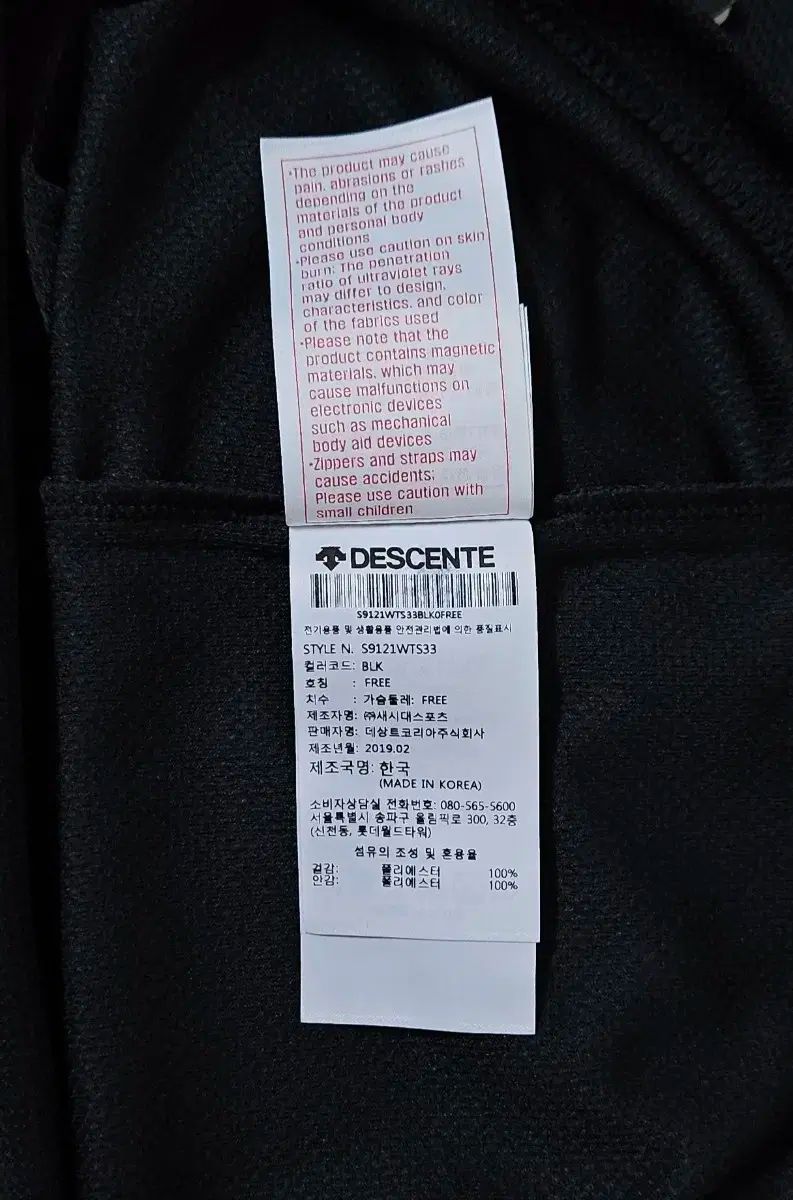 •The product may cause
pain, abrasions or rashes
depending on the
materials of the product
and personal body
conditions
•Please use caution on skin
burn: The penetration
ratio of ultraviolet rays
may differ to design,
characteristics, and color
of the fabrics used
•Please note that the
product contains magnetic
materials, which may
cause malfunctions on
electronic devices
such as mechanical
body aid devices
•Zippers and straps may
cause accidents;
Please use caution with
small children
DESCENTE
S9121WTS33BLK0FREE
전기용품 및 생활용품 안전관리법에 의한 품질표시
STYLE N. S9121WTS33
컬러코드: BLK
호칭 : FREE
치수 : 가슴둘레: FREE
제조자명: ㈜새시대스포츠
판매자명: 데상트코리아주식회사
제조년월: 2019.02
제조국명: 한국
(MADE IN KOREA)
소비자상담실 전화번호: 080-565-5600
서울특별시 송파구 올림픽로 300, 32층
(신천동, 롯데월드타워)
섬유의 조성 및 혼용율
겉감: 폴리에스터 100%
안감: 폴리에스터 100%